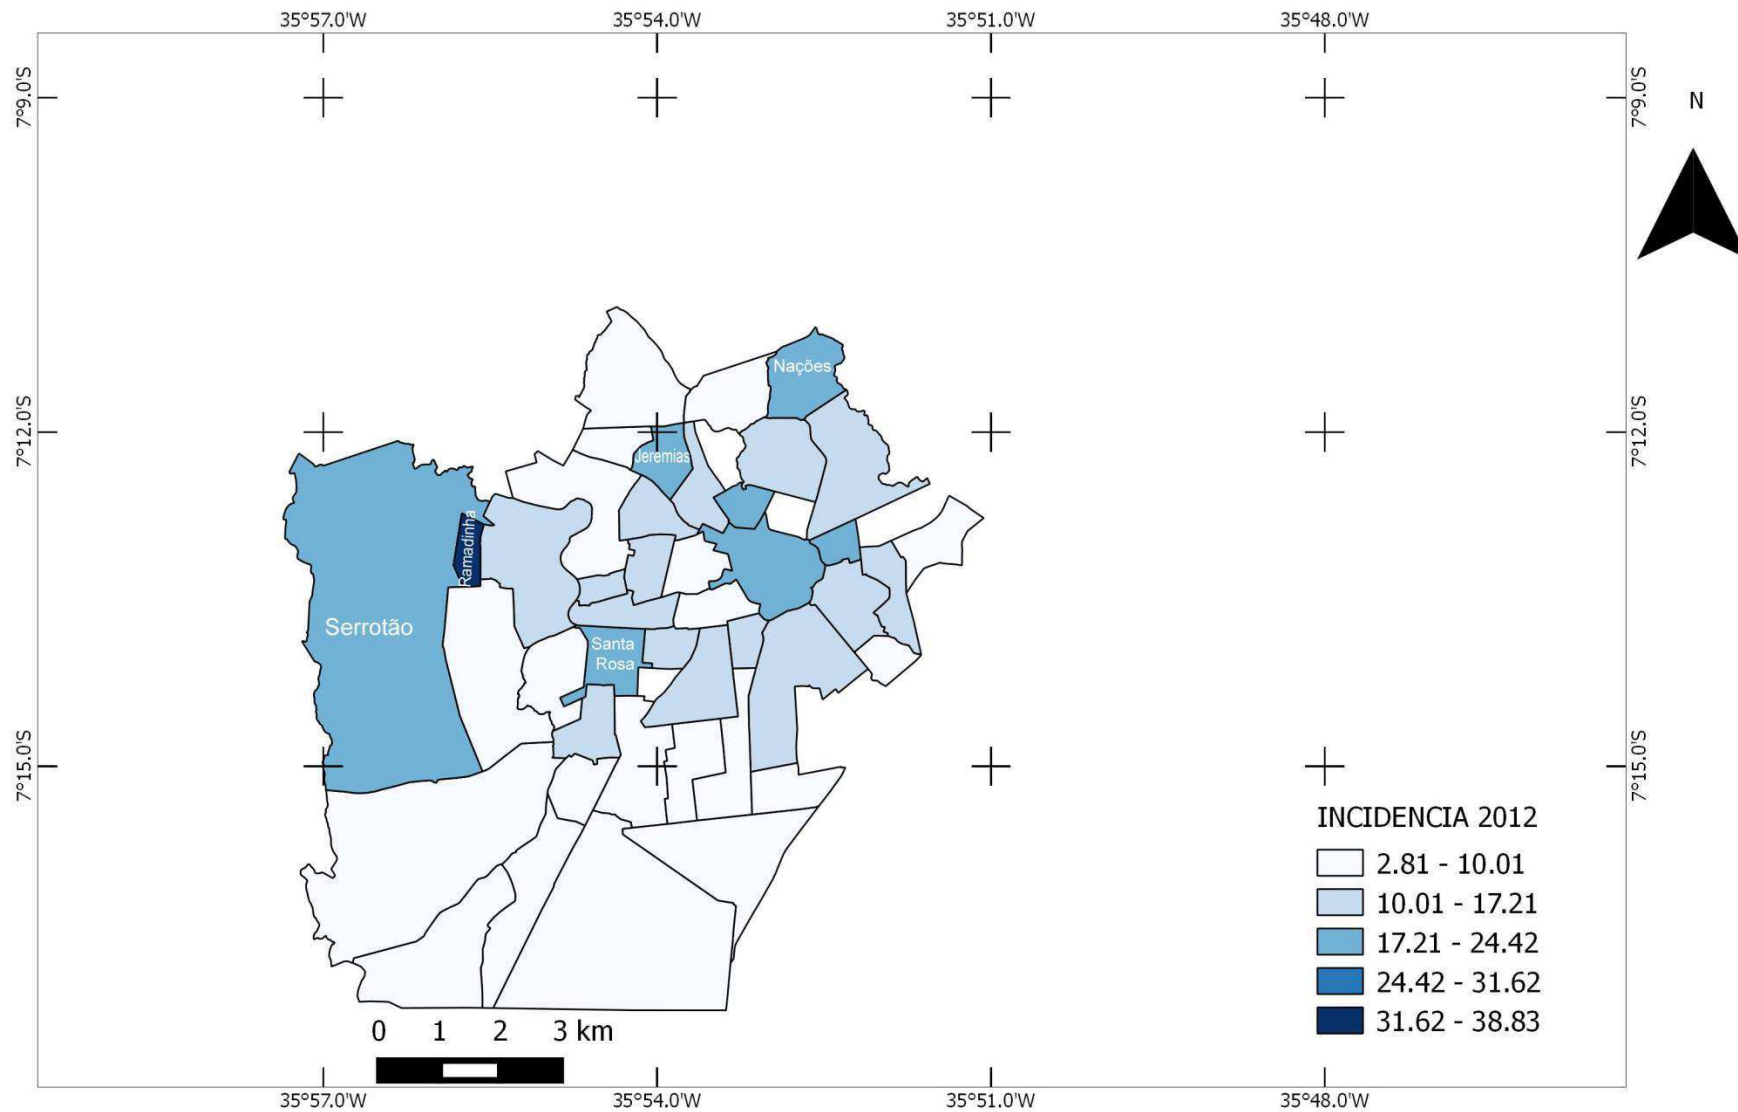 35°57.0'W 35°54.0'W 35°51.0'W 35°48.0'W
7°9.0'S 7°9.0'S
N
Nações
7°12.0'S 7°12.0'S
Jeremias
Ramadinha
Serrotão
Santa
Rosa
7°15.0'S 7°15.0'S
INCIDENCIA 2012
2.81 - 10.01
10.01 - 17.21
17.21 - 24.42
24.42 - 31.62
31.62 - 38.83
0 1 2 3 km
35°57.0'W 35°54.0'W 35°51.0'W 35°48.0'W